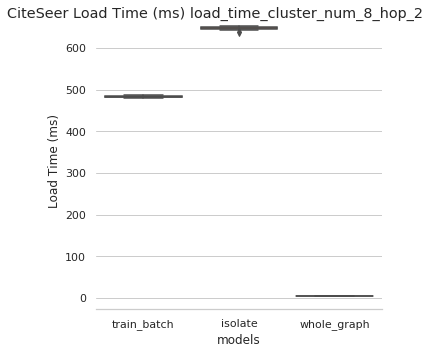 CiteSeer Load Time (ms) load_time_cluster_num_8_hop_2
600
500
400
300
200
100
0
Load Time (ms)
train_batch
isolate
whole_graph
models